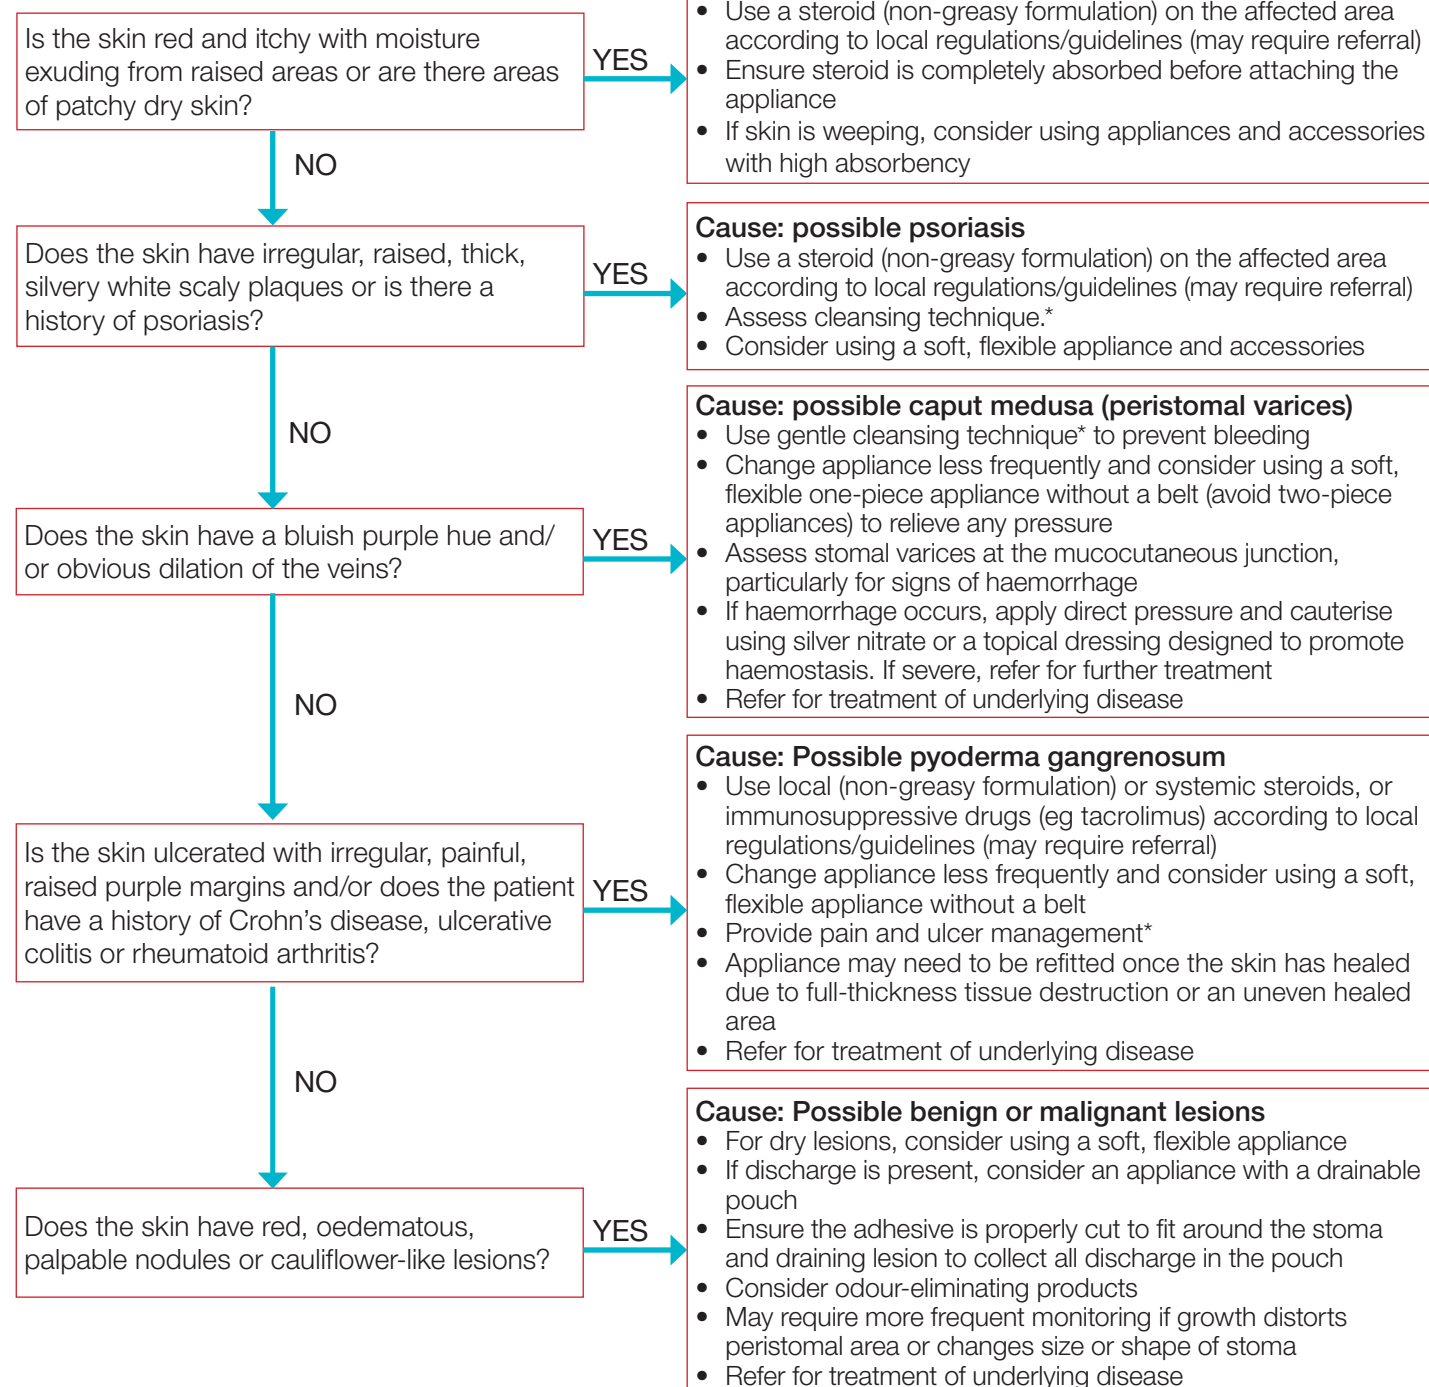 Is the skin red and itchy with moisture
exuding from raised areas or are there areas
of patchy dry skin?
YES
• Use a steroid (non-greasy formulation) on the affected area
according to local regulations/guidelines (may require referral)
• Ensure steroid is completely absorbed before attaching the
appliance
• If skin is weeping, consider using appliances and accessories
with high absorbency
NO
Does the skin have irregular, raised, thick,
silvery white scaly plaques or is there a
history of psoriasis?
YES
Cause: possible psoriasis
• Use a steroid (non-greasy formulation) on the affected area
according to local regulations/guidelines (may require referral)
• Assess cleansing technique.*
• Consider using a soft, flexible appliance and accessories
NO
Does the skin have a bluish purple hue and/
or obvious dilation of the veins?
YES
Cause: possible caput medusa (peristomal varices)
• Use gentle cleansing technique* to prevent bleeding
• Change appliance less frequently and consider using a soft,
flexible one-piece appliance without a belt (avoid two-piece
appliances) to relieve any pressure
• Assess stomal varices at the mucocutaneous junction,
particularly for signs of haemorrhage
• If haemorrhage occurs, apply direct pressure and cauterise
using silver nitrate or a topical dressing designed to promote
haemostasis. If severe, refer for further treatment
• Refer for treatment of underlying disease
NO
Is the skin ulcerated with irregular, painful,
raised purple margins and/or does the patient
have a history of Crohn's disease, ulcerative
colitis or rheumatoid arthritis?
YES
Cause: Possible pyoderma gangrenosum
• Use local (non-greasy formulation) or systemic steroids, or
immunosuppressive drugs (eg tacrolimus) according to local
regulations/guidelines (may require referral)
• Change appliance less frequently and consider using a soft,
flexible appliance without a belt
• Provide pain and ulcer management*
• Appliance may need to be refitted once the skin has healed
due to full-thickness tissue destruction or an uneven healed
area
• Refer for treatment of underlying disease
NO
Does the skin have red, oedematous,
palpable nodules or cauliflower-like lesions?
YES
Cause: Possible benign or malignant lesions
• For dry lesions, consider using a soft, flexible appliance
• If discharge is present, consider an appliance with a drainable
pouch
• Ensure the adhesive is properly cut to fit around the stoma
and draining lesion to collect all discharge in the pouch
• Consider odour-eliminating products
• May require more frequent monitoring if growth distorts
peristomal area or changes size or shape of stoma
• Refer for treatment of underlying disease